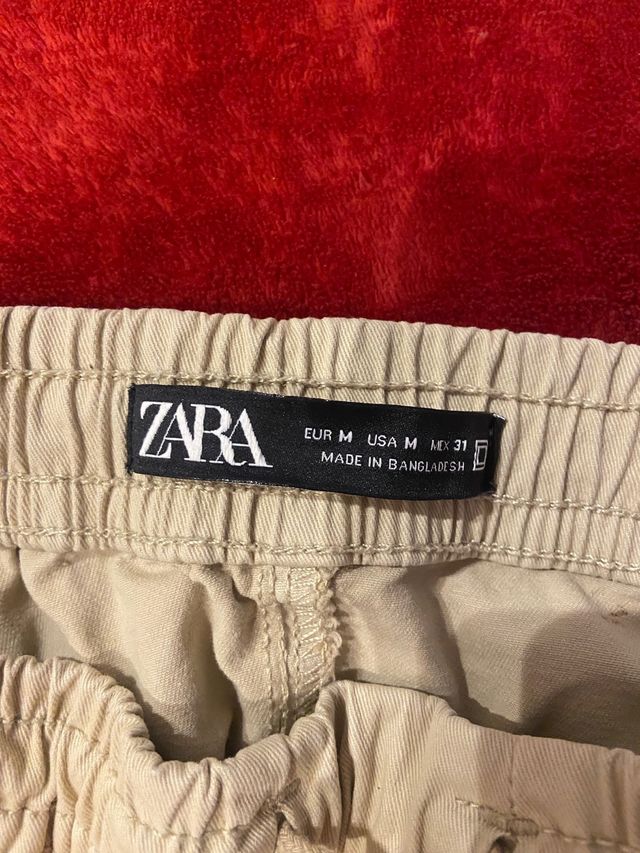 ZARA
EUR M USA M MEX 31
MADE IN BANGLADESH